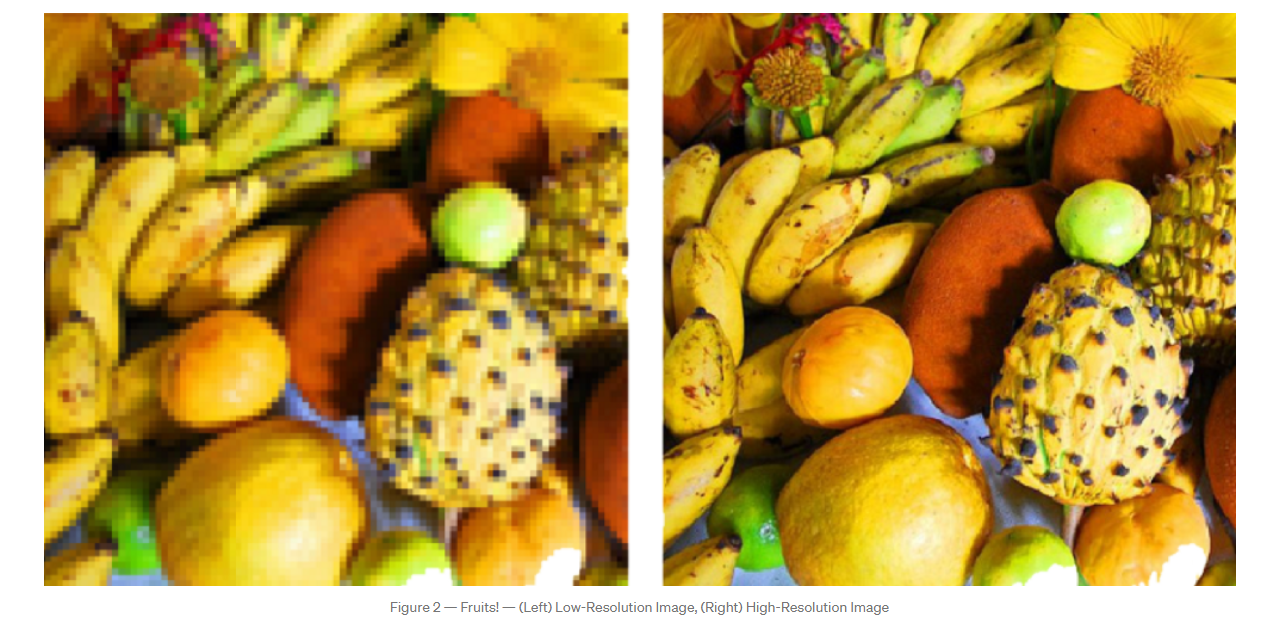 Figure 2 — Fruits! — (Left) Low-Resolution Image, (Right) High-Resolution Image